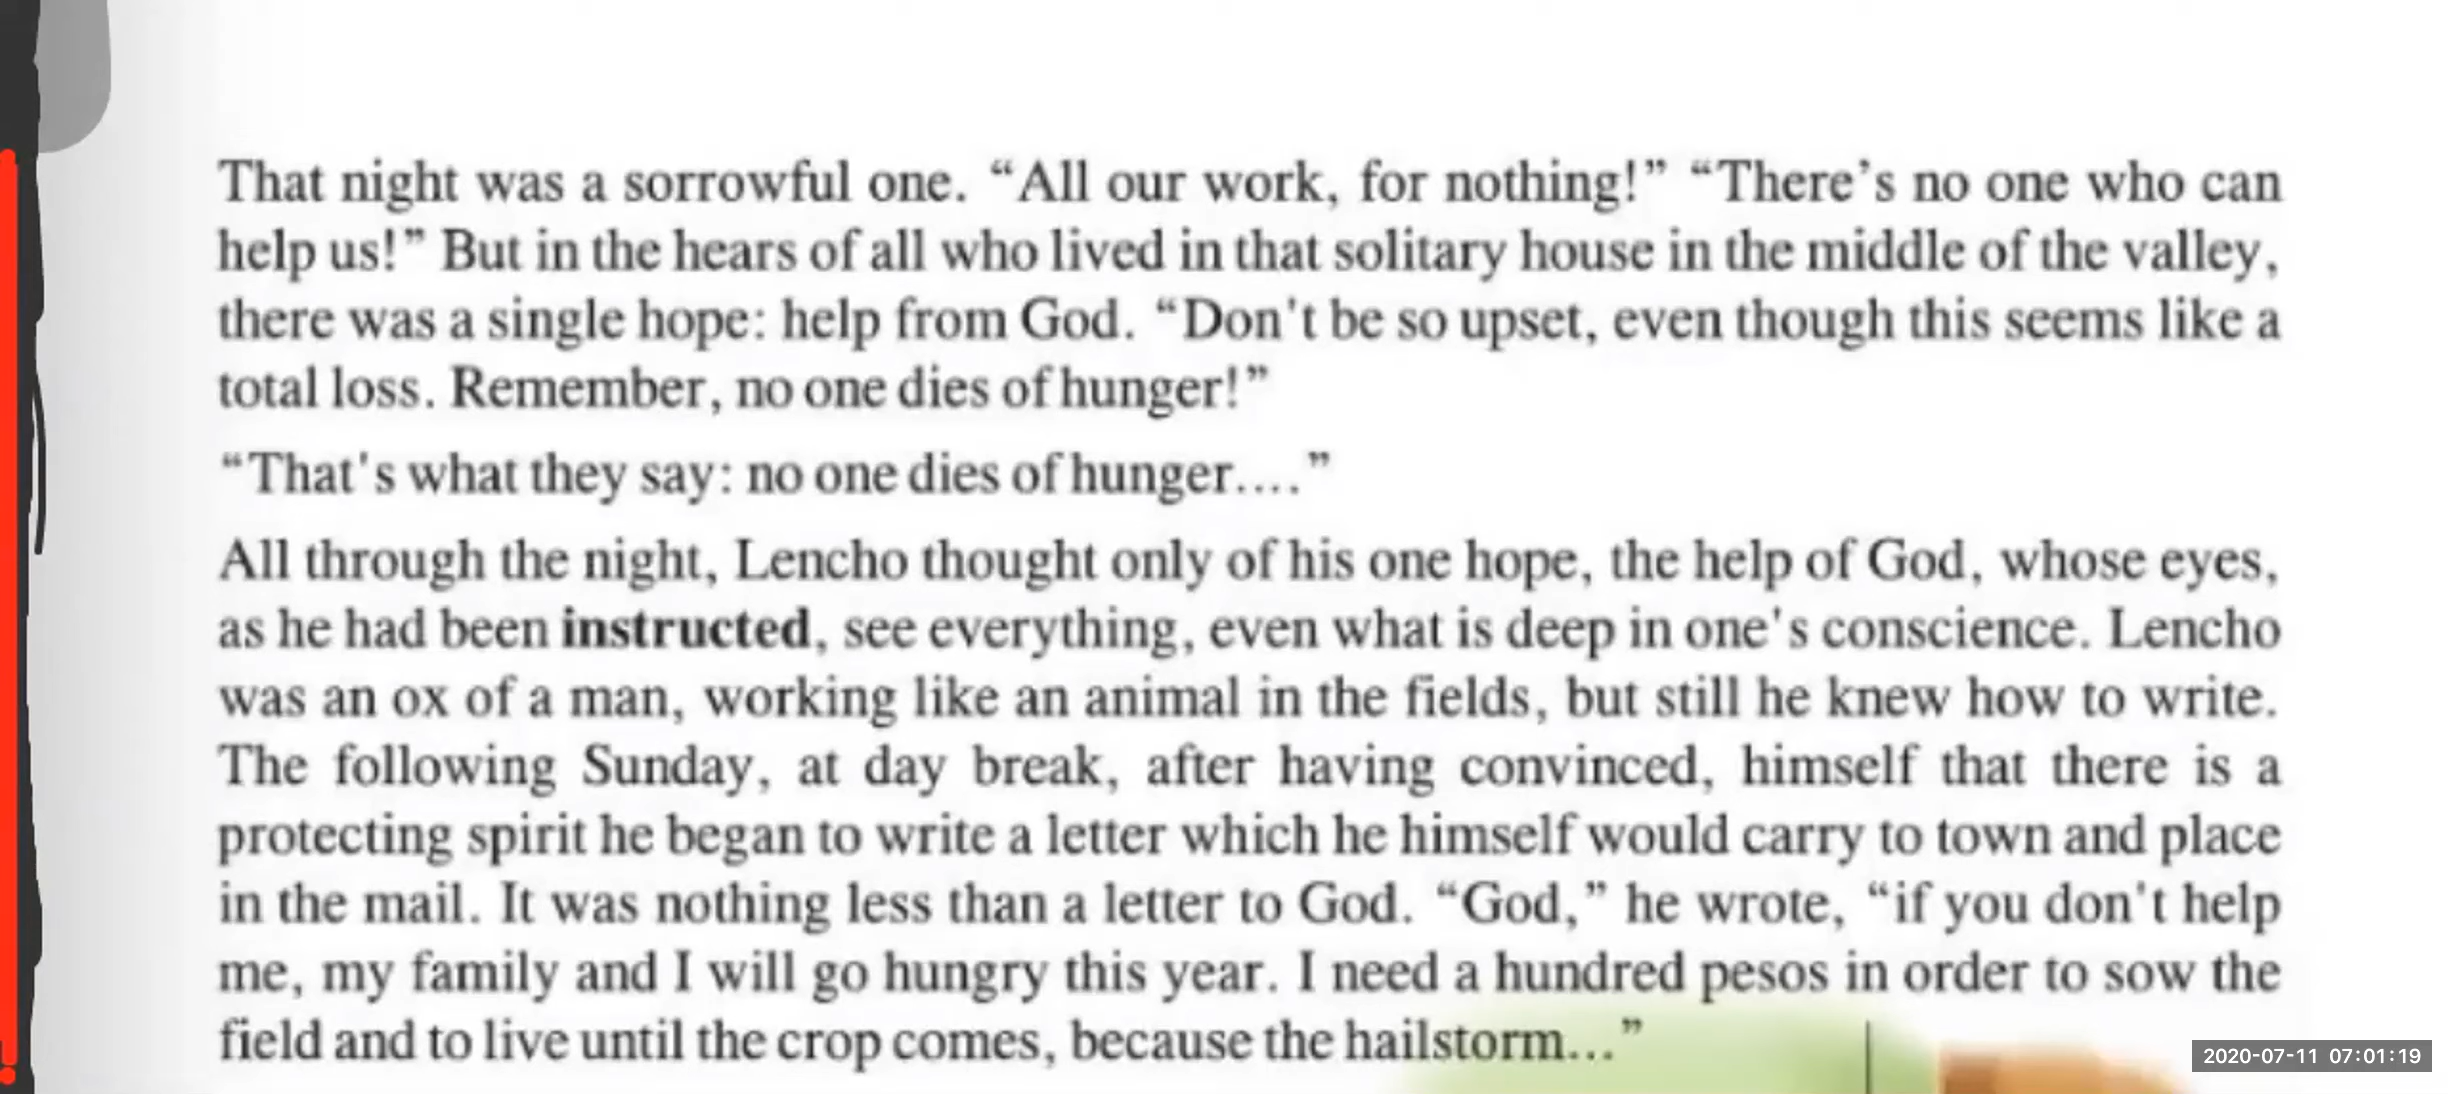 That night was a sorrowful one. “All our work, for nothing!” “There’s no one who can
help us!” But in the hears of all who lived in that solitary house in the middle of the valley,
there was a single hope: help from God. “Don't be so upset, even though this seems like a
total loss. Remember, no one dies of hunger!”
“That's what they say: no one dies of hunger....”
All through the night, Lencho thought only of his one hope, the help of God, whose eyes,
as he had been instructed, see everything, even what is deep in one's conscience. Lencho
was an ox of a man, working like an animal in the fields, but still he knew how to write.
The following Sunday, at day break, after having convinced, himself that there is a
protecting spirit he began to write a letter which he himself would carry to town and place
in the mail. It was nothing less than a letter to God. “God,” he wrote, “if you don't help
me, my family and I will go hungry this year. I need a hundred pesos in order to sow the
field and to live until the crop comes, because the hailstorm...”
2020-07-11 07:01:19